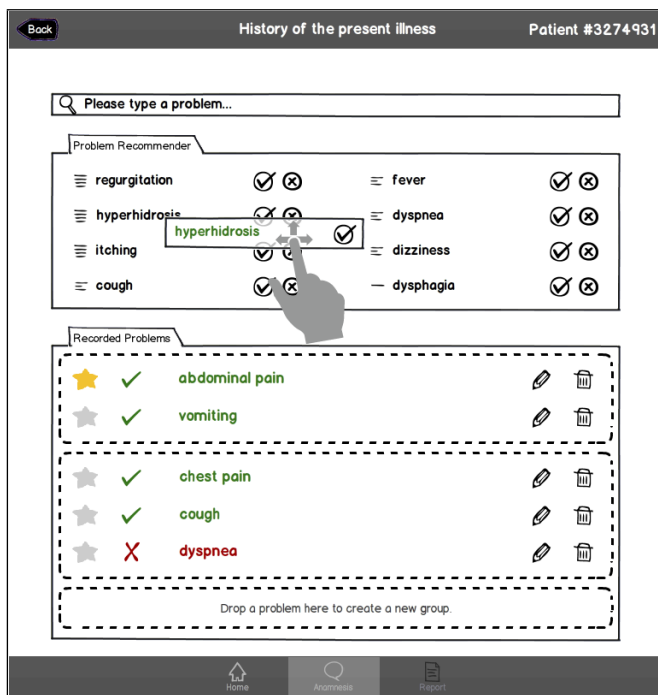 Back History of the present illness Patient #3274931
Please type a problem...
Problem Recommender
regurgitation fever
hyperhidrosis dyspnea
hyperhidrosis
itching dizziness
cough dysphagia
Recorded Problems
abdominal pain
vomiting
chest pain
cough
dyspnea
Drop a problem here to create a new group.
Home Anamnesis Report